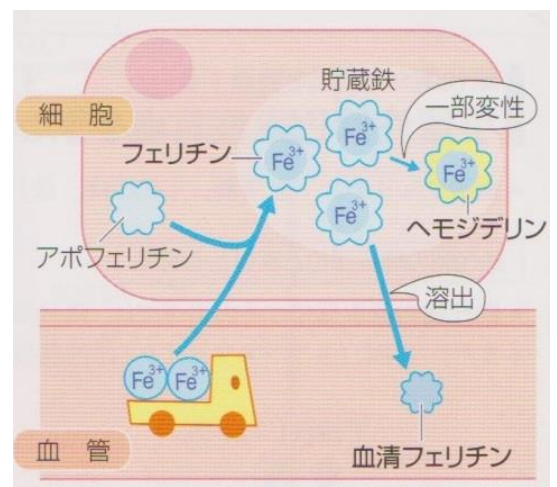 貯蔵鉄
一部変性
細胞
フェリチン
Fe3+
Fe3+
Fe3+
Fe3+
ヘモジデリン
アポフェリチン
溶出
Fe3+
Fe3+
血管
血清フェリチン